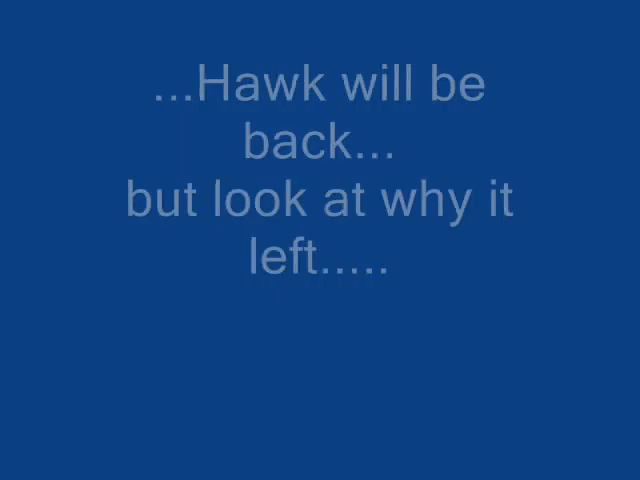 ...Hawk will be
back...
but look at why it
left.....